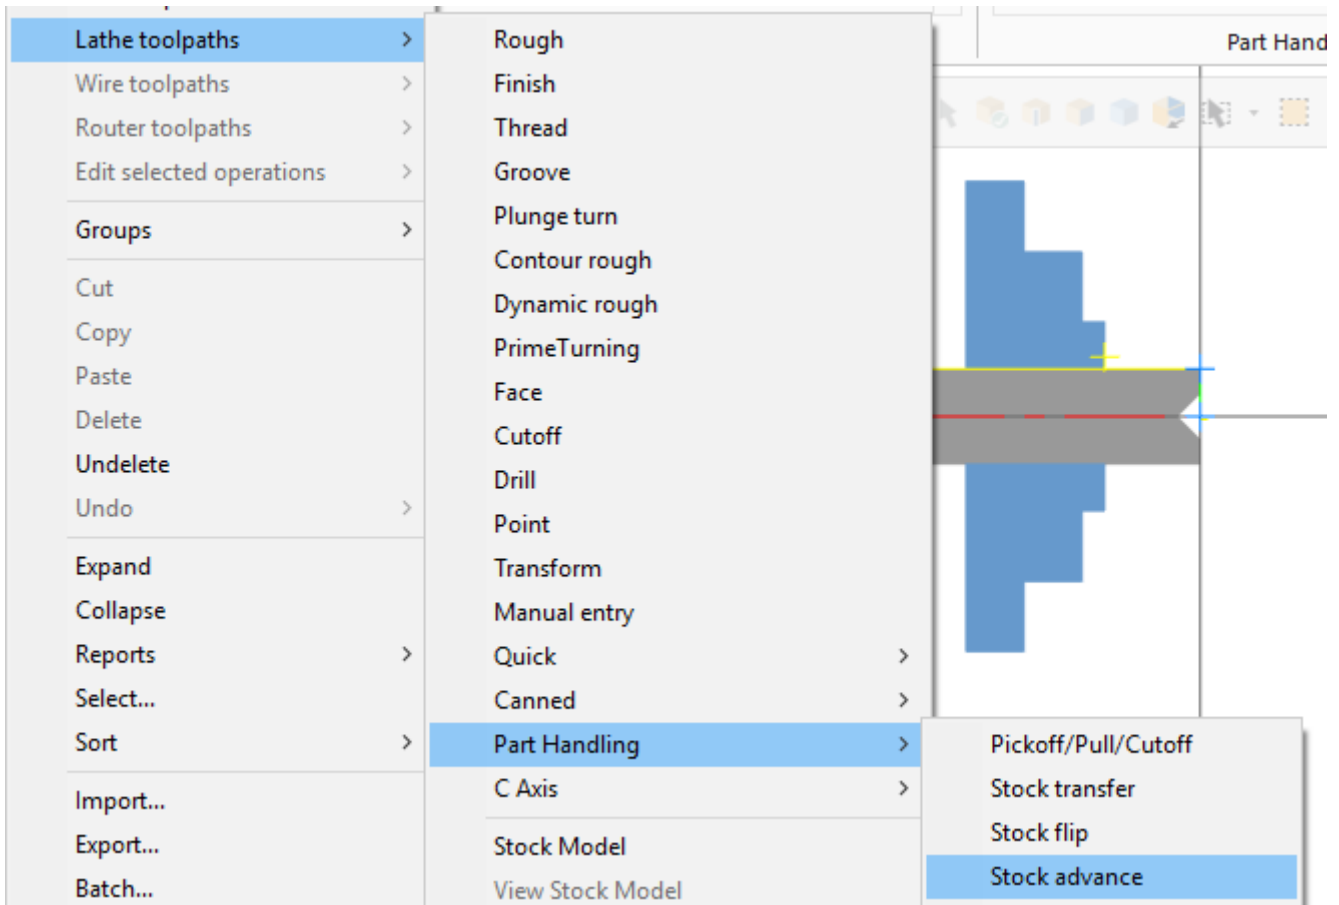 Lathe toolpaths
Wire toolpaths
Router toolpaths
Edit selected operations
Groups
Cut
Copy
Paste
Delete
Undelete
Undo
Expand
Collapse
Reports
Select...
Sort
Import...
Export...
Batch...
Rough
Finish
Thread
Groove
Plunge turn
Contour rough
Dynamic rough
PrimeTurning
Face
Cutoff
Drill
Point
Transform
Manual entry
Quick
Canned
Part Handling
C Axis
Stock Model
View Stock Model
Pickoff/Pull/Cutoff
Stock transfer
Stock flip
Stock advance
Part Hand